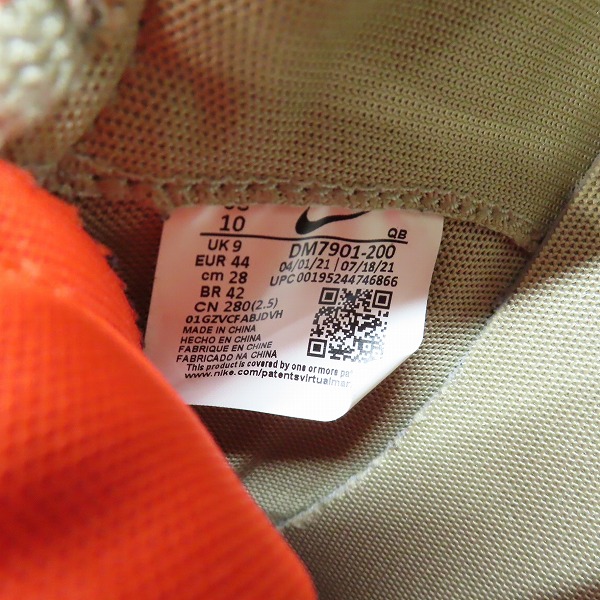 10
QB
UK 9
DM7901-200
EUR 44
04/01/21 | 07/18/21
cm 28
UPC 00195244746866
BR 42
CN 280(2.5)
01GZVCFABJDVH
MADE IN CHINA
HECHO EN CHINA
FABRIQUE EN CHINE
FABRICADO NA CHINA
This product is covered by one or more pa
www.nike.com/patentsvirtualmar